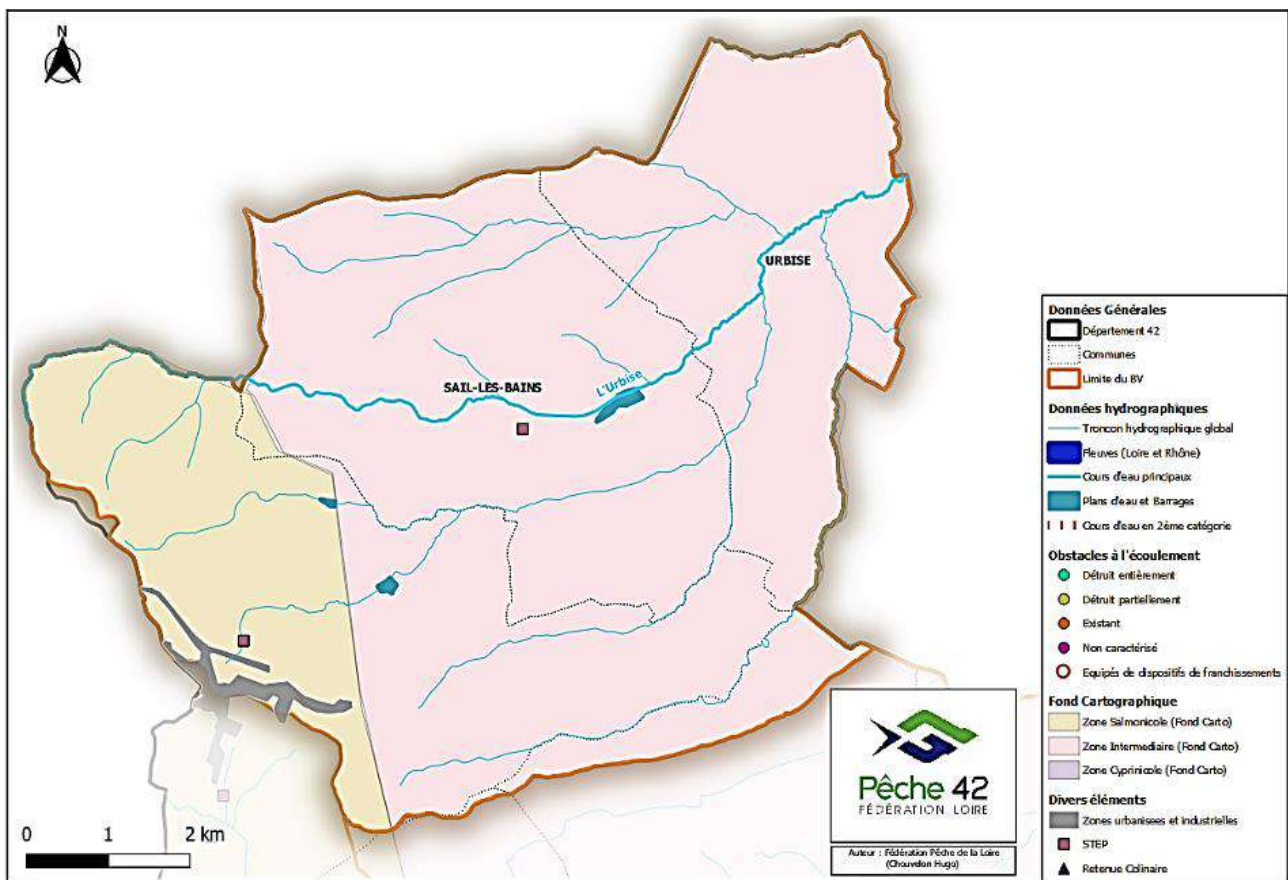 N
URBISE
SAIL-LES-BAINS
L'Urbise
0 1 2 km
Pêche 42
FÉDÉRATION LOIRE
Auteur : Fédération Pêche de la Loire
(Chouvelon Hugo)
Données Générales
Département 42
Communes
Limite du BV
Données hydrographiques
Troncon hydrographique global
Fleuves (Loire et Rhône)
Cours d'eau principaux
Plans d'eau et Barrages
Cours d'eau en 2ème catégorie
Obstacles à l'écoulement
Détruit entièrement
Détruit partiellement
Existant
Non caractérisé
Equipés de dispositifs de franchissements
Fond Cartographique
Zone Salmonicole (Fond Carto)
Zone Intermediaire (Fond Carto)
Zone Cyprinicole (Fond Carto)
Divers éléments
Zones urbanisees et industrielles
STEP
Retenue Colinaire